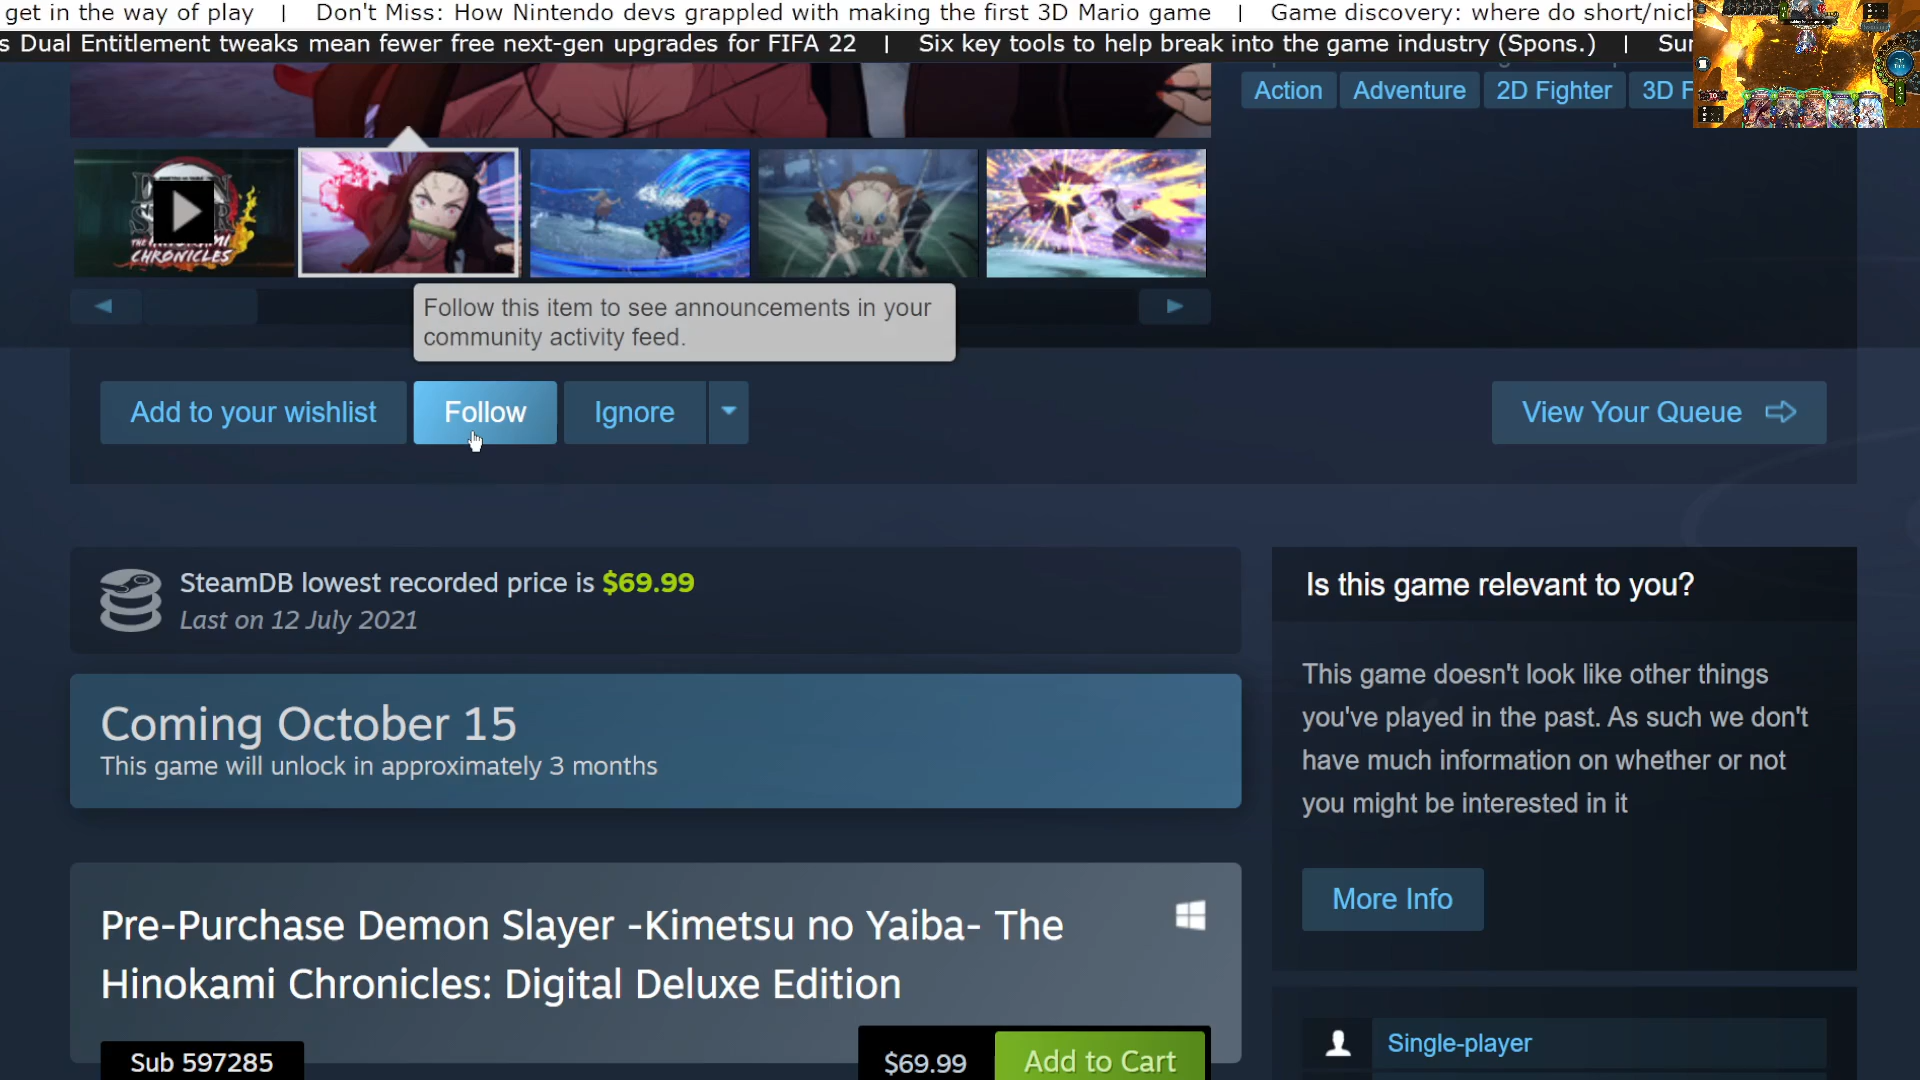 get in the way of play | Don't Miss: How Nintendo devs grappled with making the first 3D Mario game | Game discovery: where do short/nich
s Dual Entitlement tweaks mean fewer free next-gen upgrades for FIFA 22 | Six key tools to help break into the game industry (Spons.) | Sur
Action Adventure 2D Fighter 3D F
THE HINOKAMI
CHRONICLES
Follow this item to see announcements in your
community activity feed.
Add to your wishlist Follow Ignore View Your Queue
SteamDB lowest recorded price is $69.99
Last on 12 July 2021
Coming October 15
This game will unlock in approximately 3 months
Pre-Purchase Demon Slayer -Kimetsu no Yaiba- The
Hinokami Chronicles: Digital Deluxe Edition
Sub 597285 $69.99 Add to Cart
Is this game relevant to you?
This game doesn't look like other things
you've played in the past. As such we don't
have much information on whether or not
you might be interested in it
More Info
Single-player